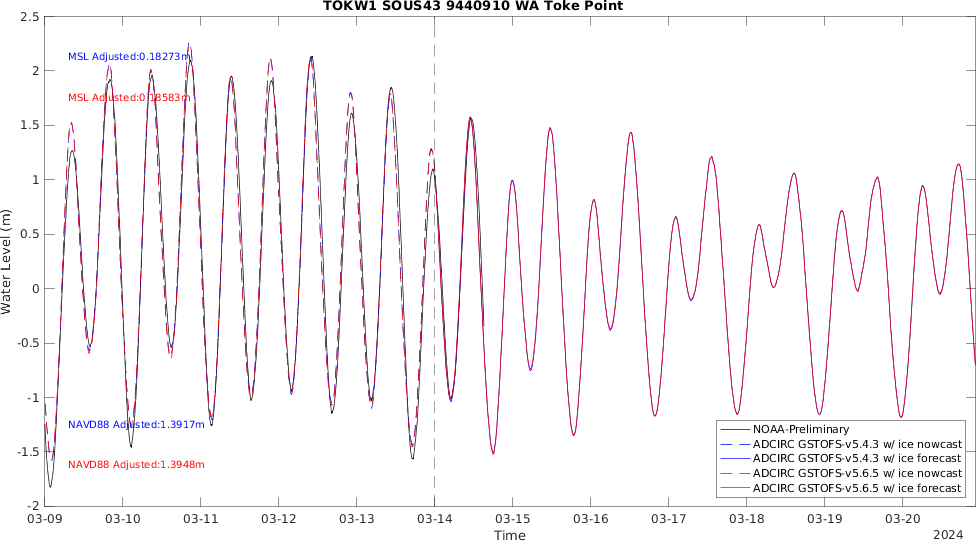 TOKW1 SOUS43 9440910 WA Toke Point
2.5
2
1.5
1
0.5
0
-0.5
-1
-1.5
-2
Water Level (m)
MSL Adjusted:0.18273m
MSL Adjusted:0.18583m
NAVD88 Adjusted:1.3917m
NAVD88 Adjusted:1.3948m
NOAA-Preliminary
ADCIRC GSTOFS-v5.4.3 w/ ice nowcast
ADCIRC GSTOFS-v5.4.3 w/ ice forecast
ADCIRC GSTOFS-v5.6.5 w/ ice nowcast
ADCIRC GSTOFS-v5.6.5 w/ ice forecast
03-09 03-10 03-11 03-12 03-13 03-14 03-15 03-16 03-17 03-18 03-19 03-20
Time
2024